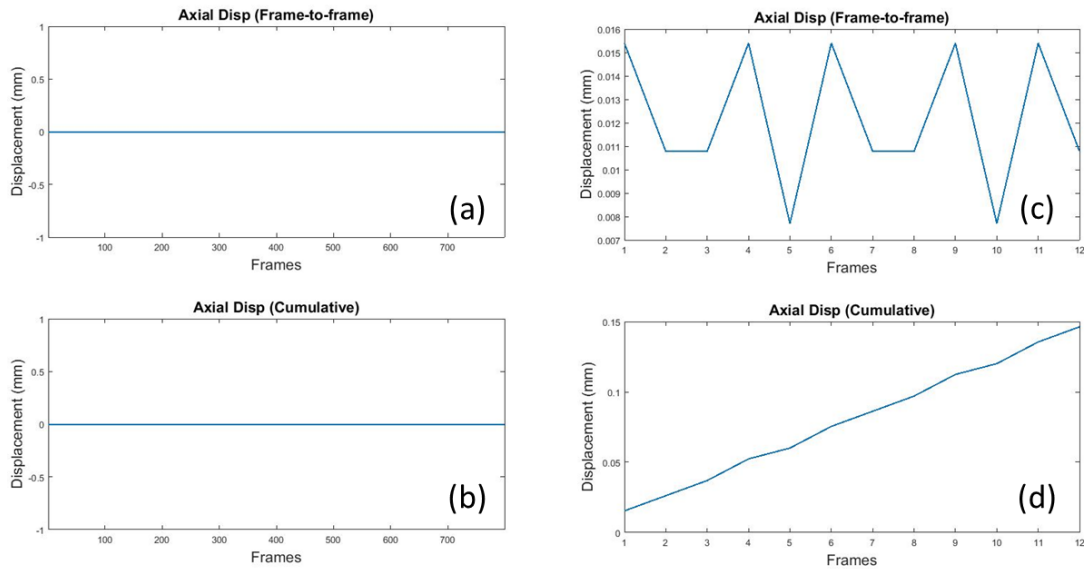 Axial Disp (Frame-to-frame)
1
0.5
0
-0.5
-1
Displacement (mm)
100 200 300 400 500 600 700
Frames
(a)
Axial Disp (Cumulative)
1
0.5
0
-0.5
-1
Displacement (mm)
100 200 300 400 500 600 700
Frames
(b)
Axial Disp (Frame-to-frame)
0.016
0.015
0.014
0.013
0.012
0.011
0.01
0.009
0.008
0.007
Displacement (mm)
1 2 3 4 5 6 7 8 9 10 11 12
Frames
(c)
Axial Disp (Cumulative)
0.15
0.1
0.05
0
Displacement (mm)
1 2 3 4 5 6 7 8 9 10 11 12
Frames
(d)